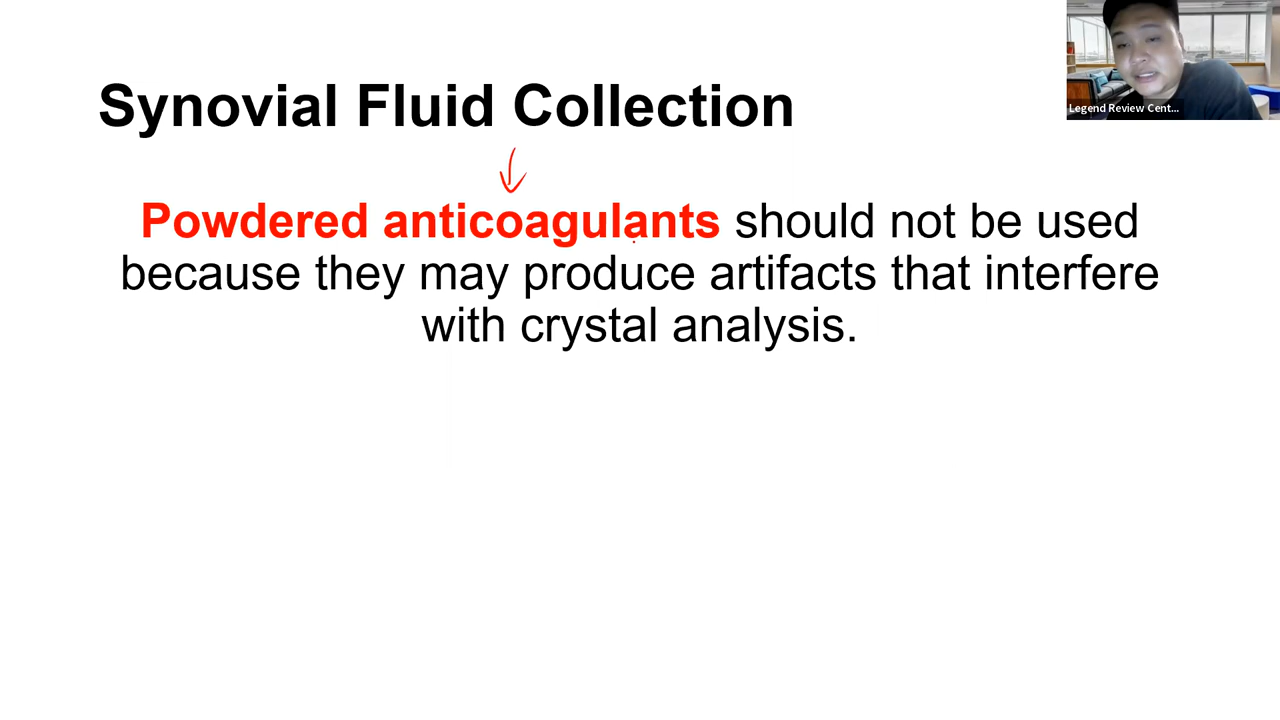 Synovial Fluid Collection
Legend Review Cent...
Powdered anticoagulants should not be used
because they may produce artifacts that interfere
with crystal analysis.